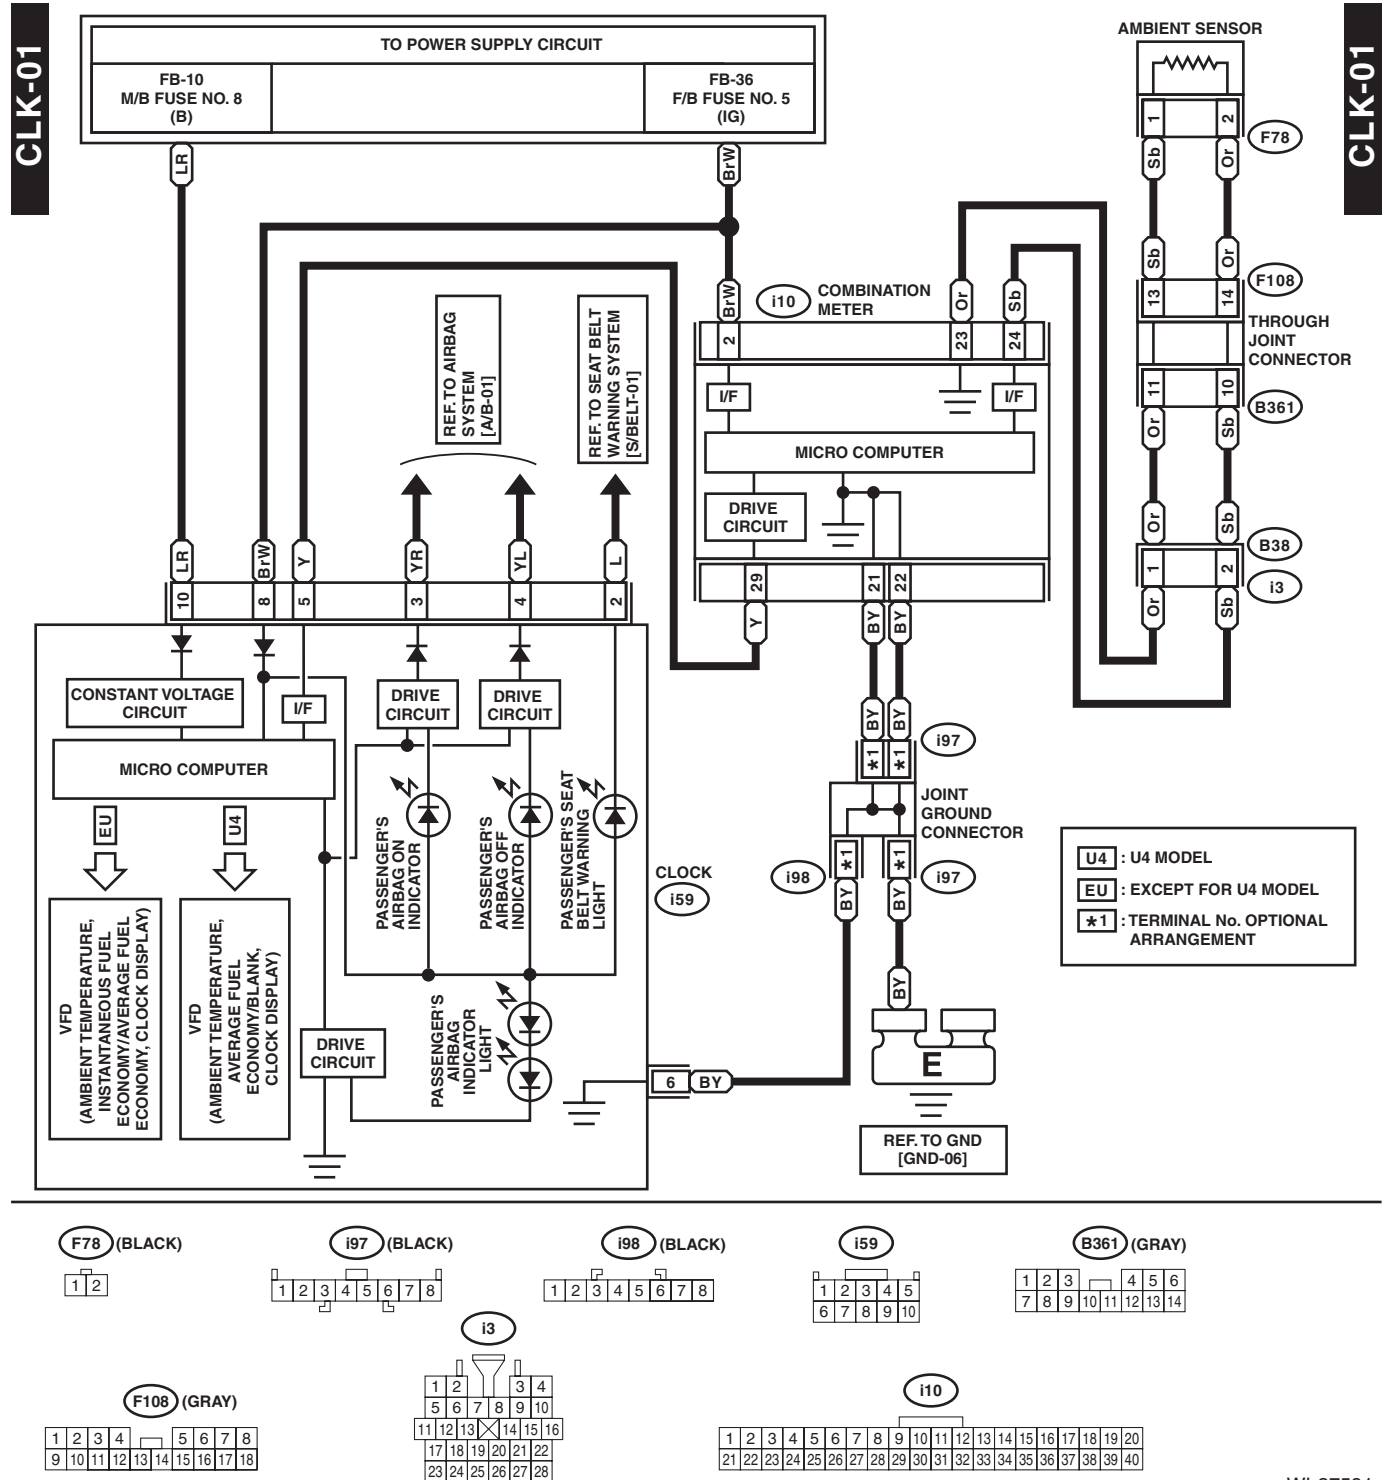 CLK-01
CLK-01
TO POWER SUPPLY CIRCUIT
FB-10
M/B FUSE NO. 8
(B)
FB-36
F/B FUSE NO. 5
(IG)
AMBIENT SENSOR
1
2
F78
LR
BrW
Sb
Or
Sb
Or
F108
13
14
THROUGH
JOINT
CONNECTOR
11
10
B361
Or
Sb
Or
Sb
B38
1
2
i3
Or
Sb
REF. TO AIRBAG
SYSTEM
[A/B-01]
REF. TO SEAT BELT
WARNING SYSTEM
[S/BELT-01]
BrW
i10
COMBINATION
METER
Or
Sb
2
23
24
I/F
I/F
MICRO COMPUTER
DRIVE
CIRCUIT
29
21
22
Y
BY
BY
LR
BrW
Y
YR
YL
L
10
8
5
3
4
2
CONSTANT VOLTAGE
CIRCUIT
I/F
DRIVE
CIRCUIT
DRIVE
CIRCUIT
MICRO COMPUTER
EU
U4
PASSENGER'S
AIRBAG ON
INDICATOR
PASSENGER'S
AIRBAG OFF
INDICATOR
PASSENGER'S SEAT
BELT WARNING
LIGHT
CLOCK
i59
BY
BY
*1
*1
i97
JOINT
GROUND
CONNECTOR
i98
*1
*1
i97
BY
BY
BY
U4 : U4 MODEL
EU : EXCEPT FOR U4 MODEL
*1 : TERMINAL No. OPTIONAL
ARRANGEMENT
VFD
(AMBIENT TEMPERATURE,
INSTANTANEOUS FUEL
ECONOMY/AVERAGE FUEL
ECONOMY, CLOCK DISPLAY)
VFD
(AMBIENT TEMPERATURE,
AVERAGE FUEL
ECONOMY/BLANK,
CLOCK DISPLAY)
DRIVE
CIRCUIT
PASSENGER'S
AIRBAG
INDICATOR
LIGHT
6
BY
E
REF. TO GND
[GND-06]
F78 (BLACK)
1 2
i97 (BLACK)
1 2 3 4 5 6 7 8
i98 (BLACK)
1 2 3 4 5 6 7 8
i59
1 2 3 4 5
6 7 8 9 10
B361 (GRAY)
1 2 3 4 5 6
7 8 9 10 11 12 13 14
F108 (GRAY)
1 2 3 4 5 6 7 8
9 10 11 12 13 14 15 16 17 18
i3
1 2 3 4
5 6 7 8 9 10
11 12 13 14 15 16
17 18 19 20 21 22
23 24 25 26 27 28
i10
1 2 3 4 5 6 7 8 9 10 11 12 13 14 15 16 17 18 19 20
21 22 23 24 25 26 27 28 29 30 31 32 33 34 35 36 37 38 39 40